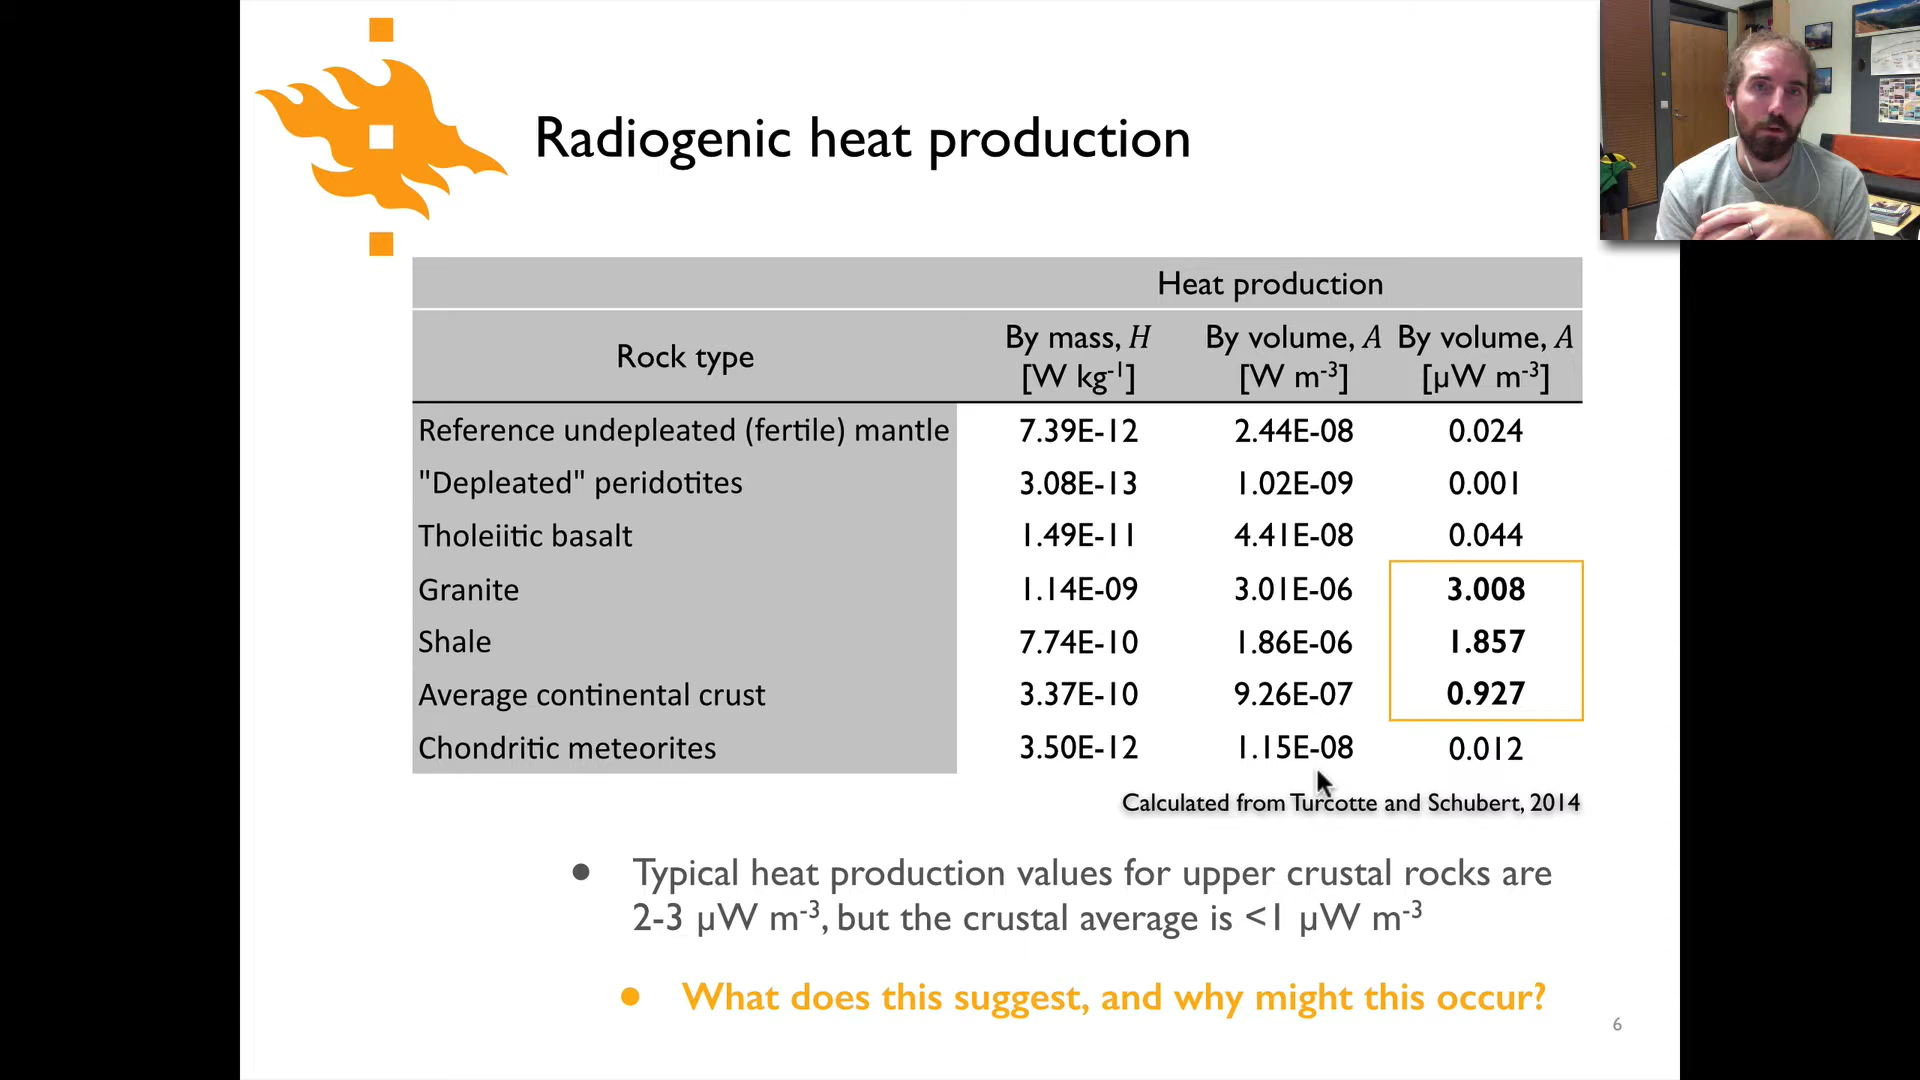 Radiogenic heat production
Heat production
Rock type
By mass, H [W kg⁻¹]
By volume, A [W m⁻³]
By volume, A [µW m⁻³]
Reference undepleated (fertile) mantle 7.39E-12 2.44E-08 0.024
"Depleated" peridotites 3.08E-13 1.02E-09 0.001
Tholeiitic basalt 1.49E-11 4.41E-08 0.044
Granite 1.14E-09 3.01E-06 3.008
Shale 7.74E-10 1.86E-06 1.857
Average continental crust 3.37E-10 9.26E-07 0.927
Chondritic meteorites 3.50E-12 1.15E-08 0.012
Calculated from Turcotte and Schubert, 2014
• Typical heat production values for upper crustal rocks are
2-3 µW m⁻³, but the crustal average is <1 µW m⁻³
• What does this suggest, and why might this occur?
6